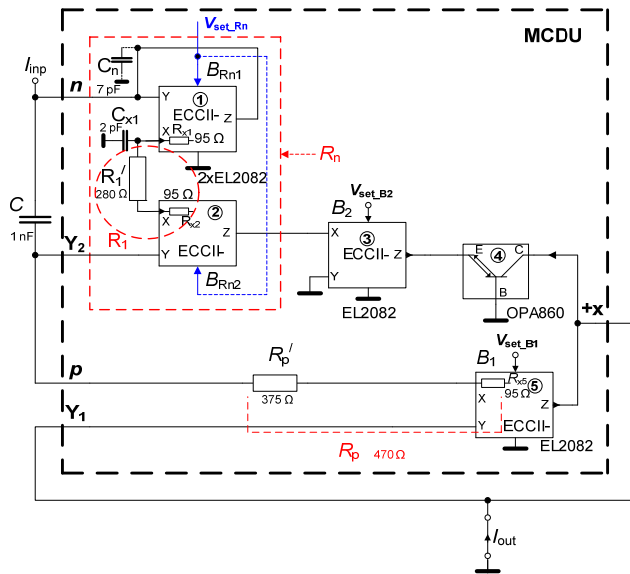 V_set_Rn
MCDU
I_inp
n
C_n
7 pF
B_Rn1
①
Y
ECCII-
Z
X
R_x1
95 Ω
C_x1
2 pF
2xEL2082
R_n
R_1′
280 Ω
95 Ω
②
X
R_x2
ECCII-
Z
Y
R_1
B_Rn2
C
1 nF
Y_2
V_set_B2
B_2
③
X
ECCII-
Z
Y
EL2082
④
E
C
B
OPA860
+x
p
R_p′
375 Ω
V_set_B1
B_1
R_x5
⑤
95 Ω
X
Z
Y
ECCII-
EL2082
Y_1
R_p 470 Ω
I_out